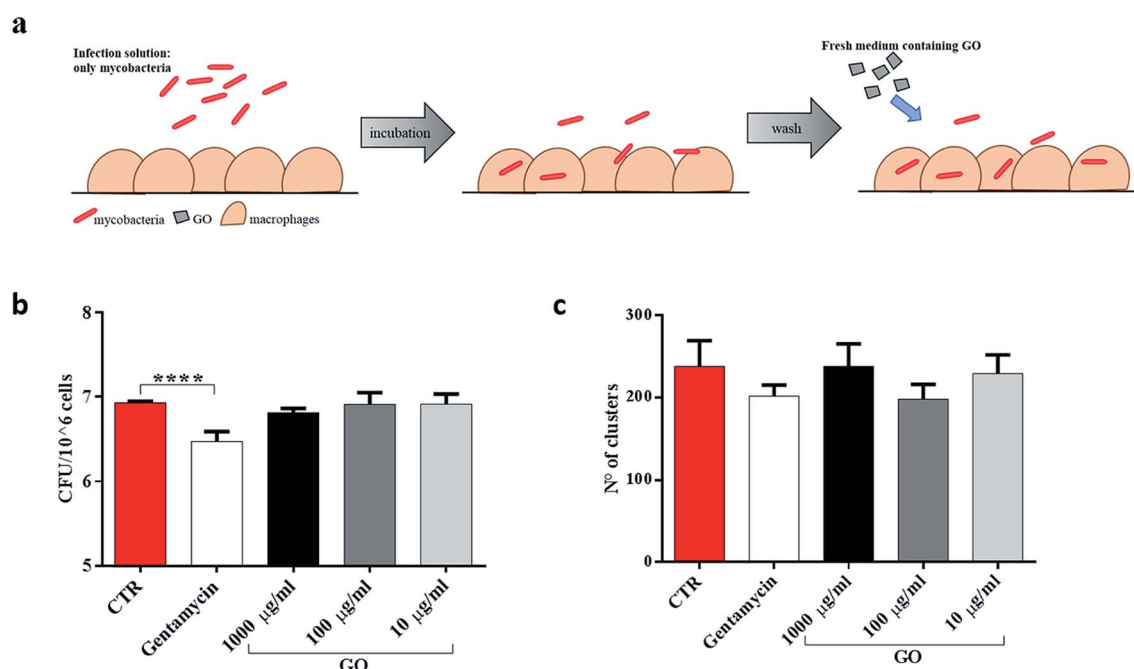 a
Infection solution:
only mycobacteria
Fresh medium containing GO
incubation
wash
mycobacteria GO macrophages
b
CFU/10^6 cells
8
7
6
5
****
CTR
Gentamycin
1000 µg/ml
100 µg/ml
10 µg/ml
GO
c
N° of clusters
300
200
100
0
CTR
Gentamycin
1000 µg/ml
100 µg/ml
10 µg/ml
GO